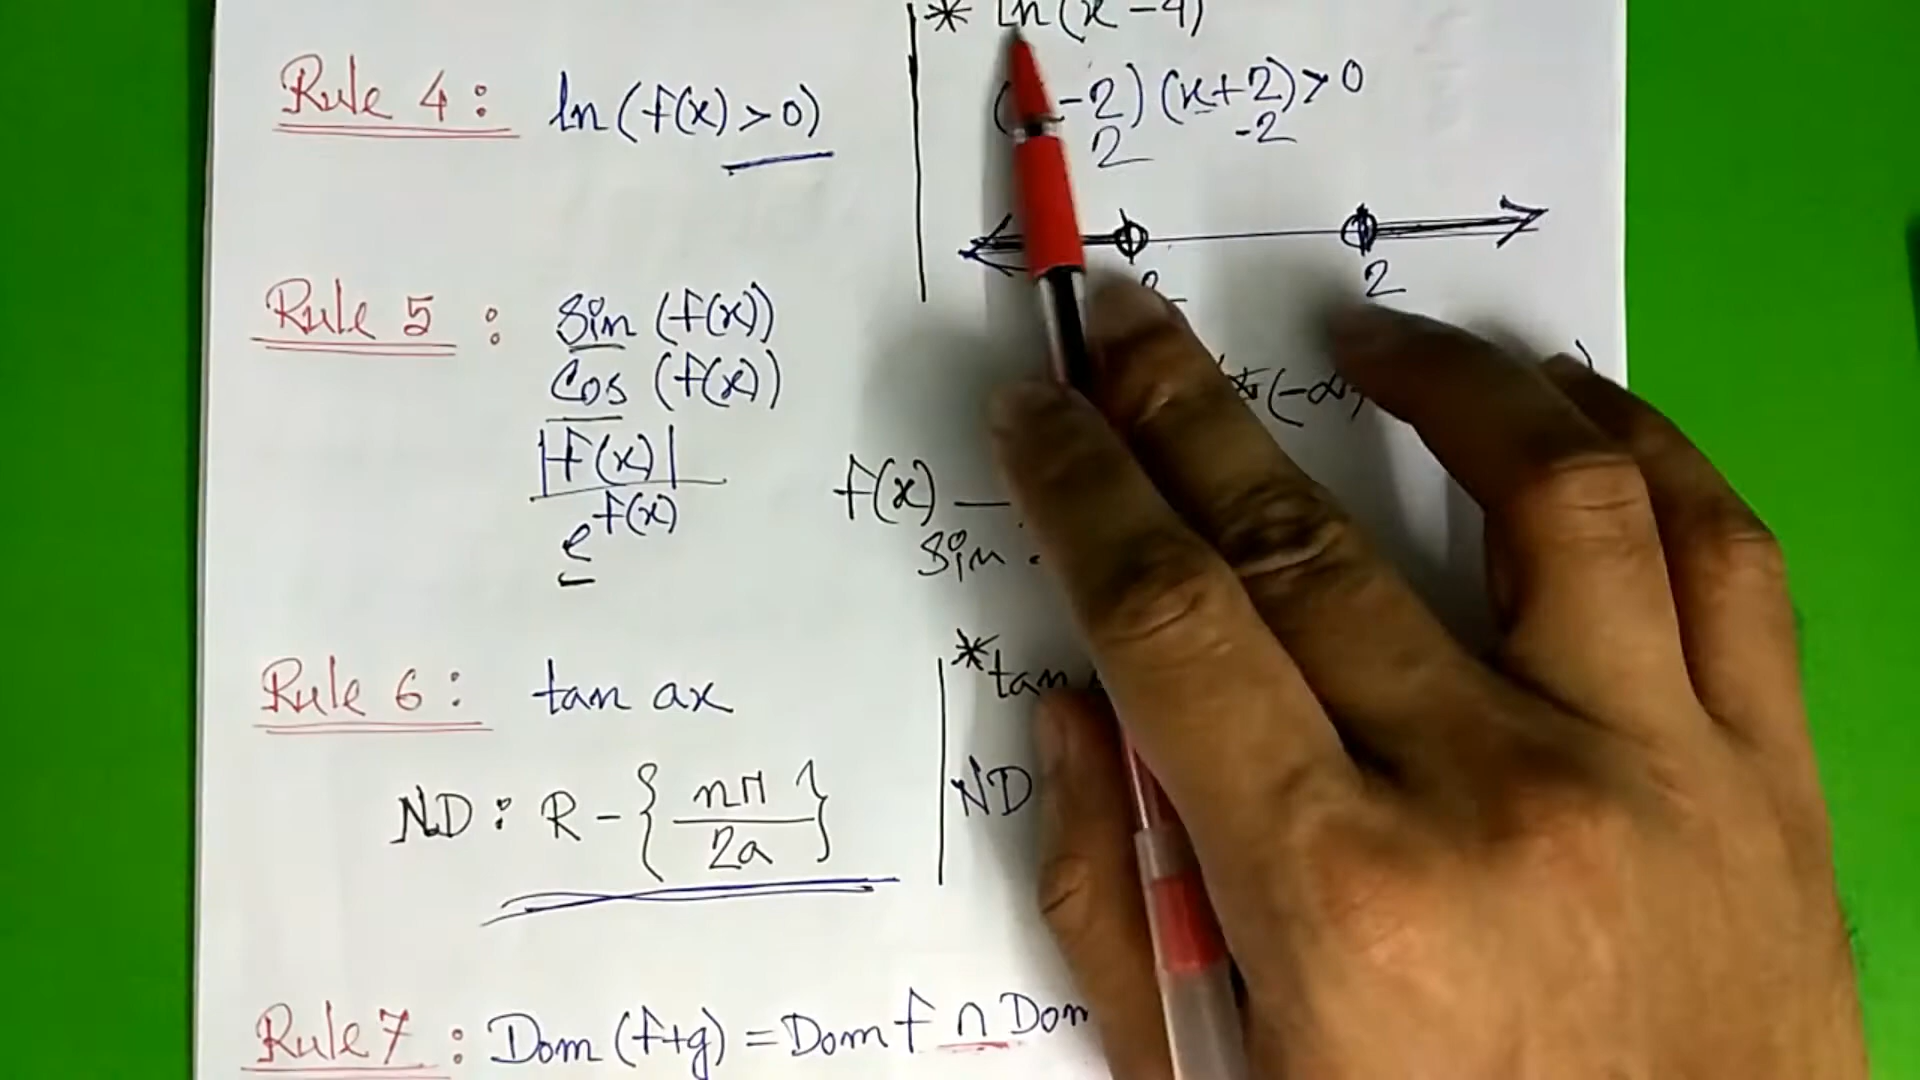 * ln(x - 4)
Rule 4 : ln(f(x) > 0)
-2)(x+2)>0
2 -2
2
Rule 5 : sin (f(x))
cos (f(x))
(-∞,
|f(x)|
e^f(x)
f(x) —
sin
Rule 6 : tan ax
* tan
ND : R - { nπ/2a }
ND
Rule 7 : Dom (f+g) = Dom f ∩ Dom